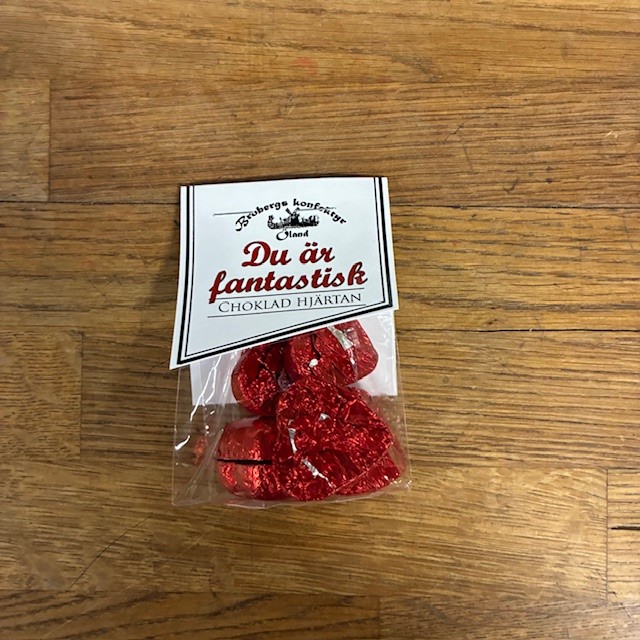 Brobergs konfektyr
Öland
Du är
fantastisk
CHOKLAD HJÄRTAN